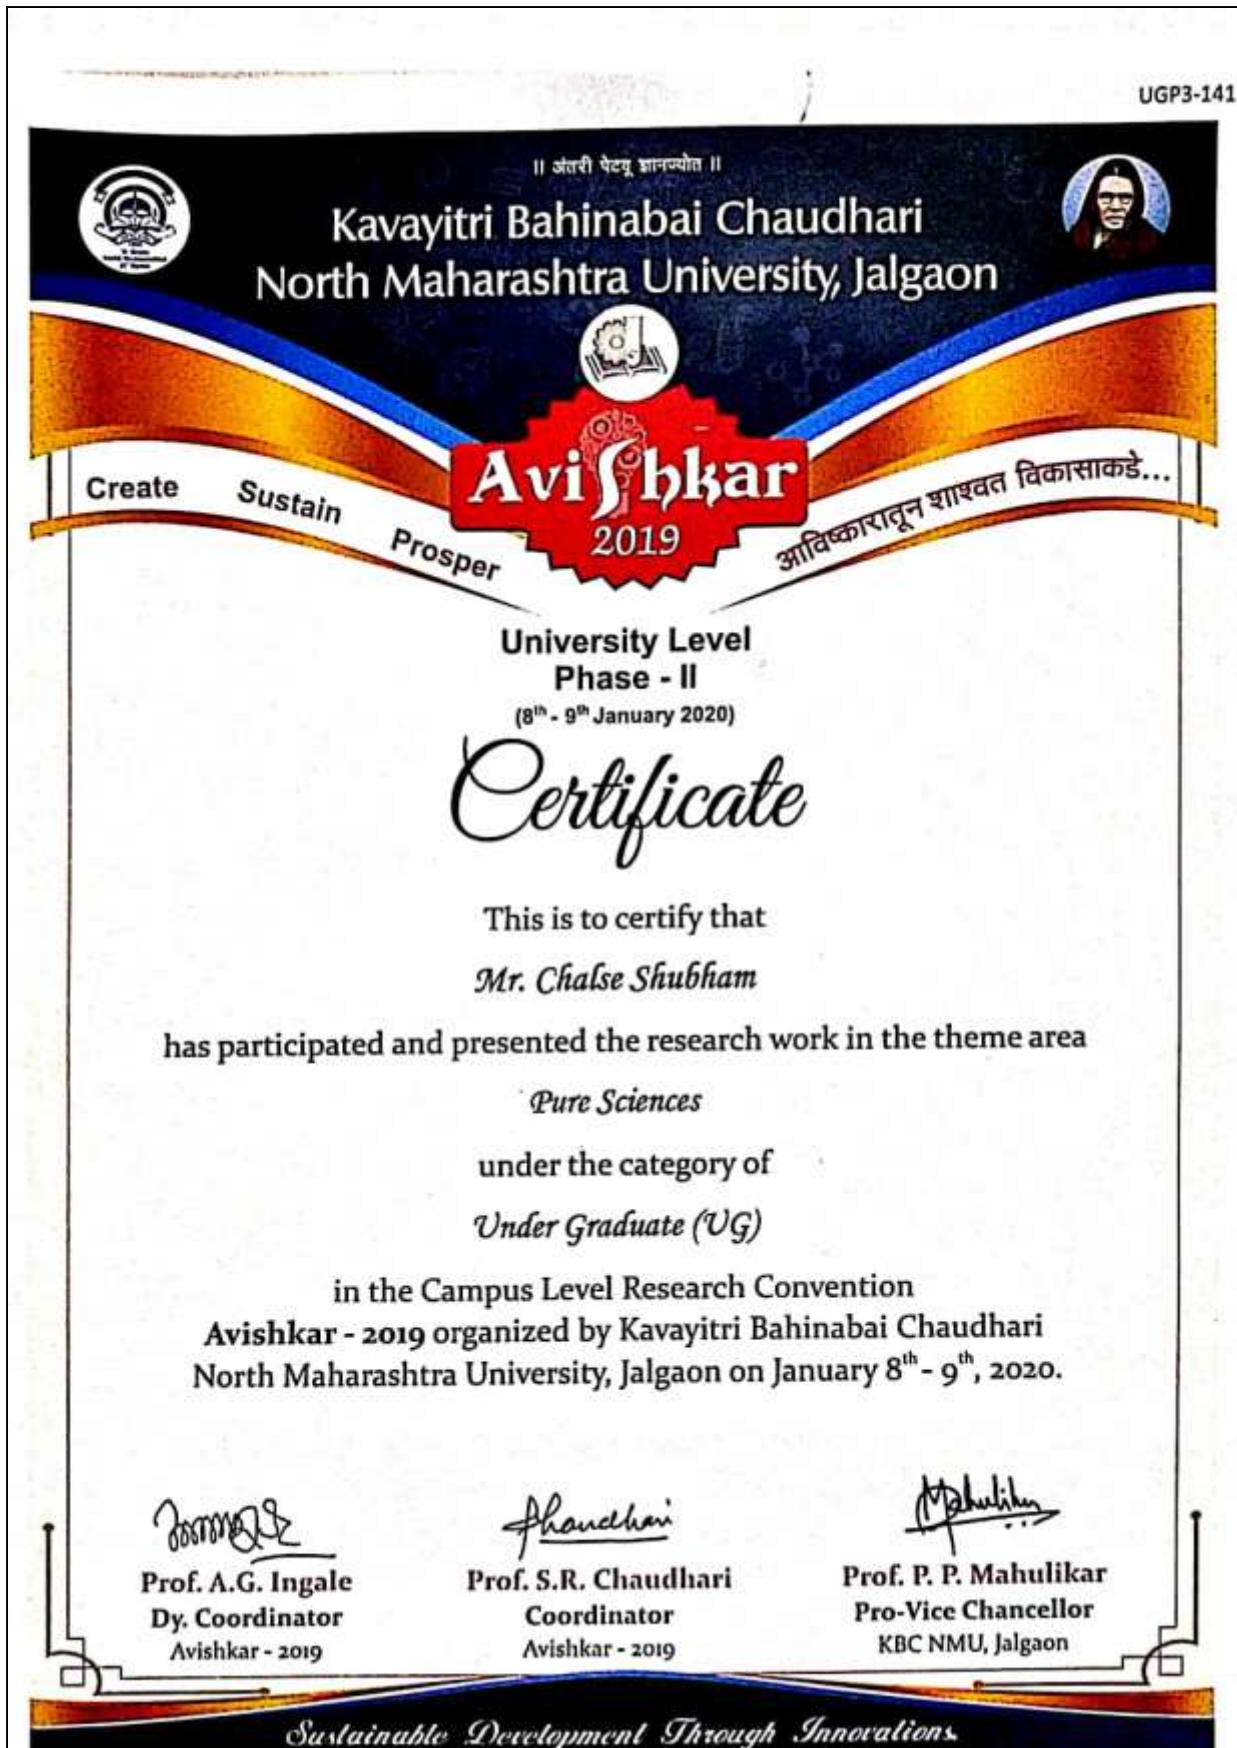 UGP3-141
॥ अंतरी पेटवू ज्ञानज्योत ॥
Kavayitri Bahinabai Chaudhari
North Maharashtra University, Jalgaon
Avishkar
2019
Create Sustain Prosper
आविष्कारातून शाश्वत विकासाकडे...
University Level
Phase - II
(8th - 9th January 2020)
Certificate
This is to certify that
Mr. Chalse Shubham
has participated and presented the research work in the theme area
Pure Sciences
under the category of
Under Graduate (UG)
in the Campus Level Research Convention
Avishkar - 2019 organized by Kavayitri Bahinabai Chaudhari
North Maharashtra University, Jalgaon on January 8th - 9th, 2020.
Prof. A.G. Ingale
Dy. Coordinator
Avishkar - 2019
Prof. S.R. Chaudhari
Coordinator
Avishkar - 2019
Prof. P. P. Mahulikar
Pro-Vice Chancellor
KBC NMU, Jalgaon
Sustainable Development Through Innovations